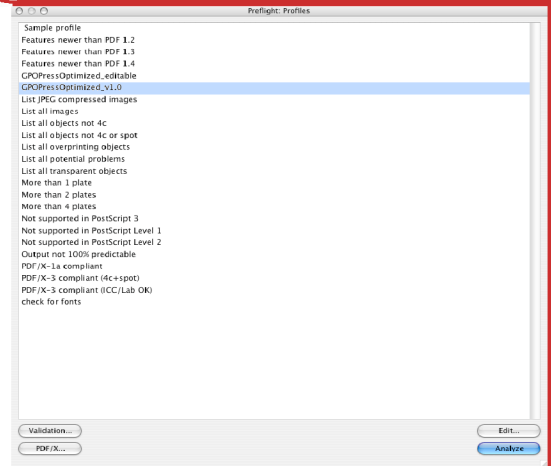 Preflight: Profiles
Sample profile
Features newer than PDF 1.2
Features newer than PDF 1.3
Features newer than PDF 1.4
GPOPressOptimized_editable
GPOPressOptimized_v1.0
List JPEG compressed images
List all images
List all objects not 4c
List all objects not 4c or spot
List all overprinting objects
List all potential problems
List all transparent objects
More than 1 plate
More than 2 plates
More than 4 plates
Not supported in PostScript 3
Not supported in PostScript Level 1
Not supported in PostScript Level 2
Output not 100% predictable
PDF/X-1a compliant
PDF/X-3 compliant (4c+spot)
PDF/X-3 compliant (ICC/Lab OK)
check for fonts
Validation... Edit...
PDF/X... Analyze